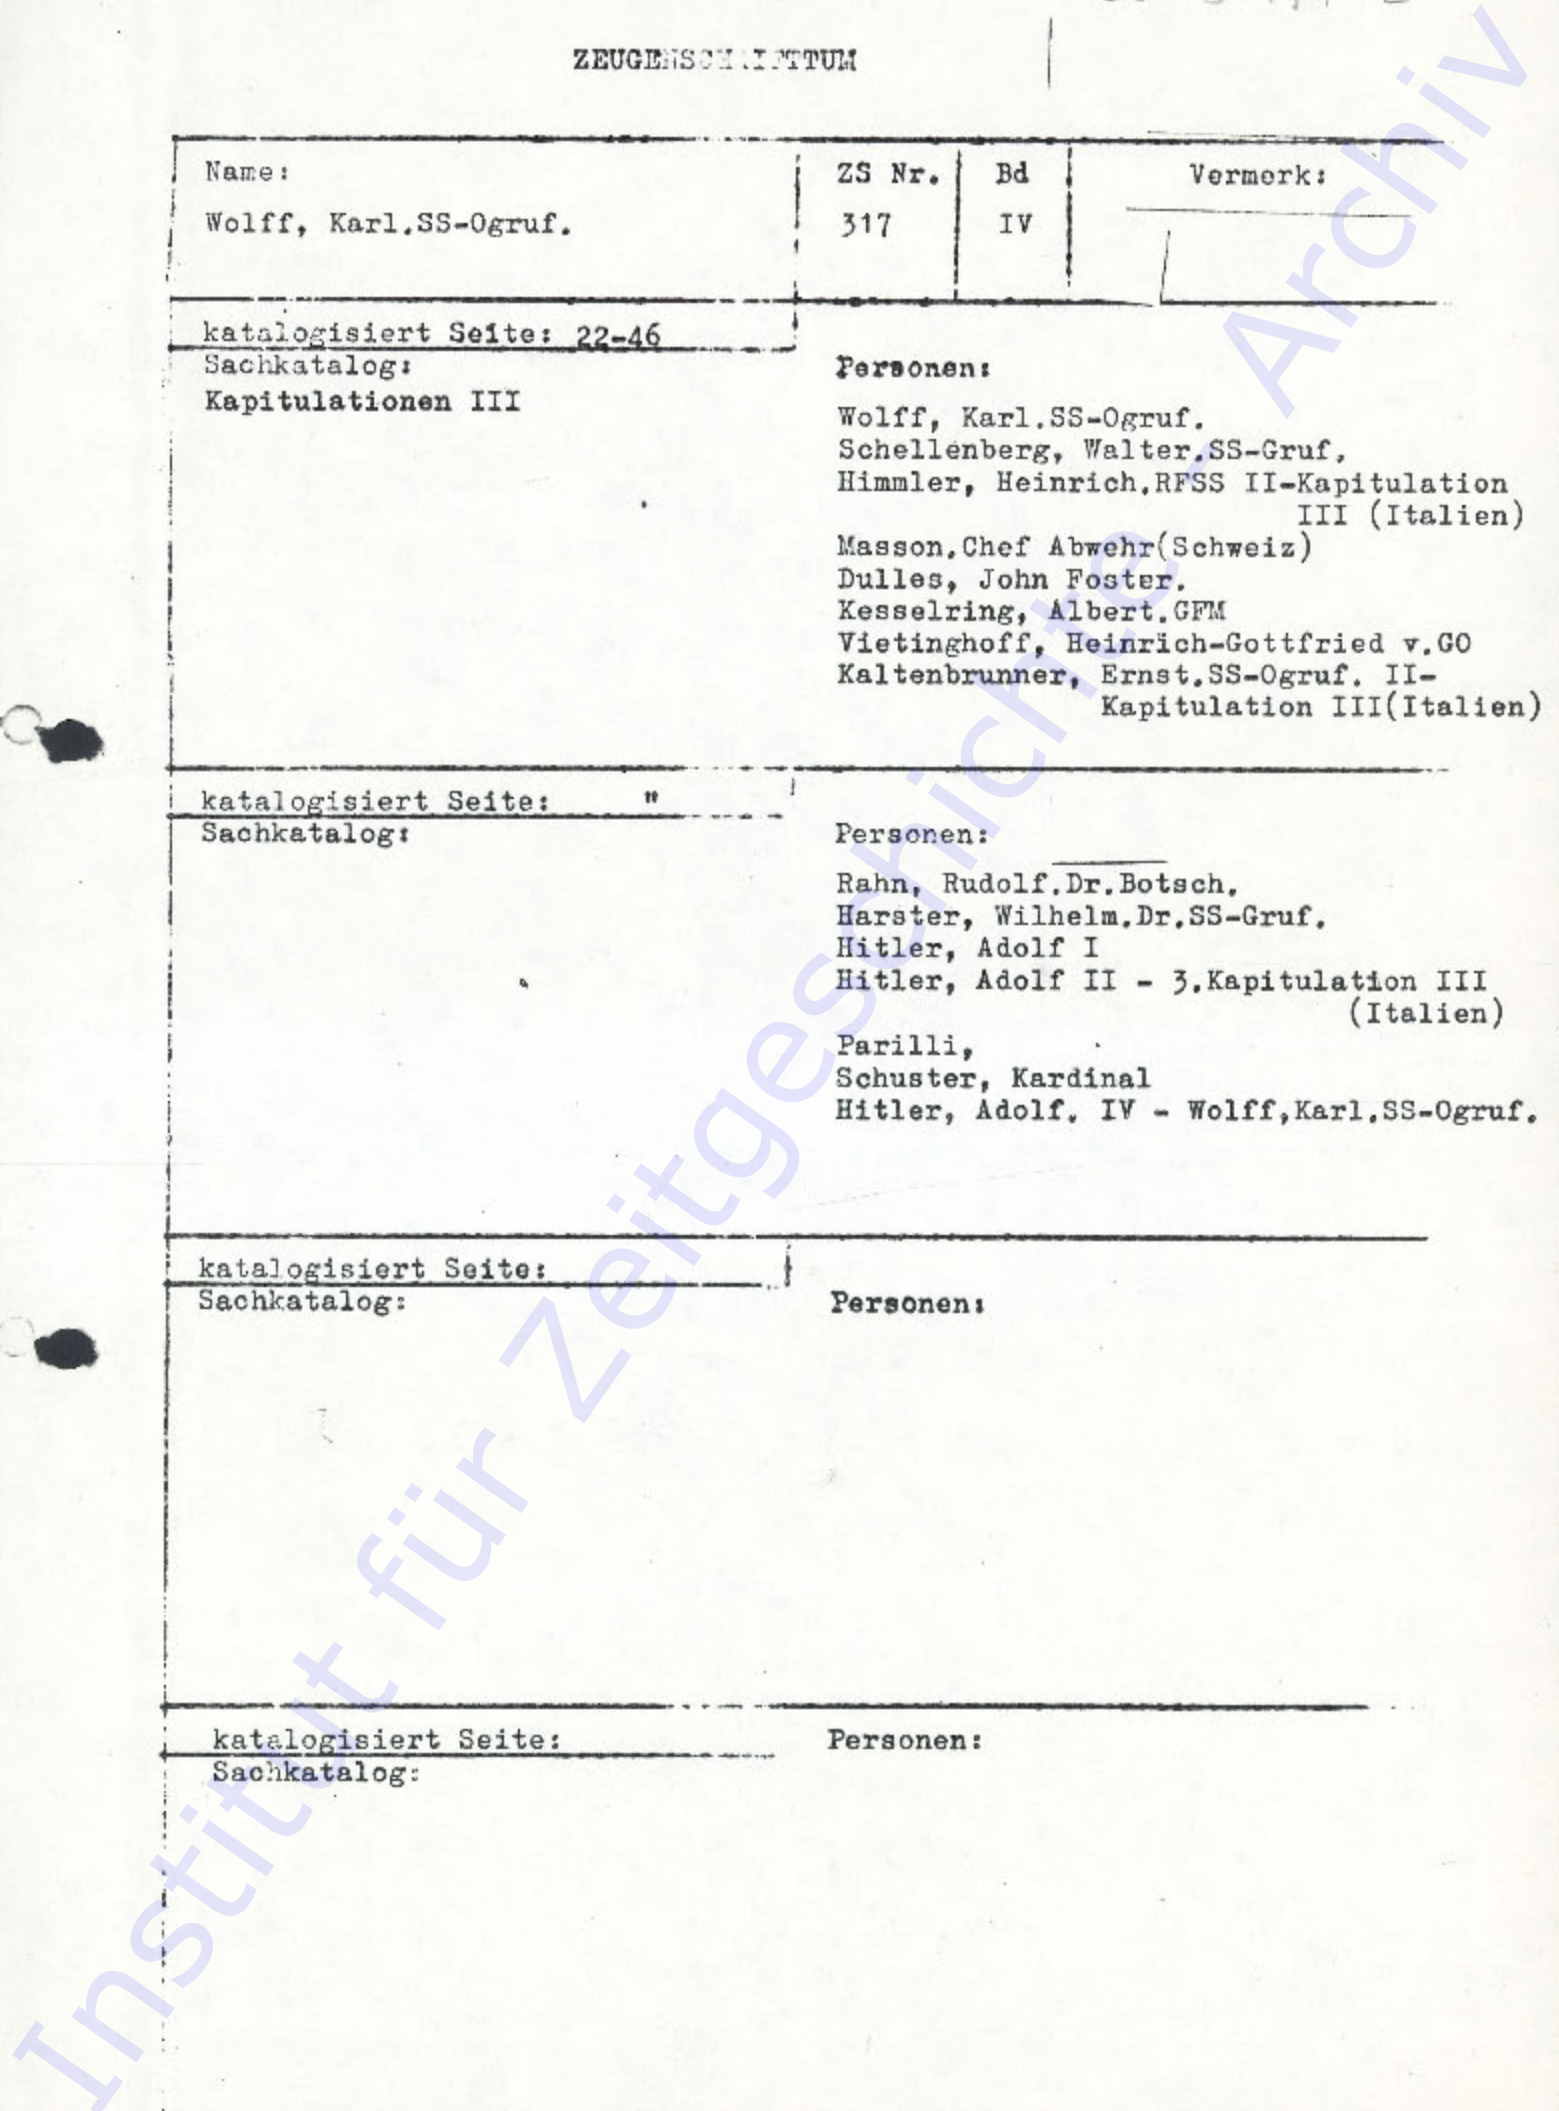 ZEUGENSCHRIFTTUM
Name:
Wolff, Karl.SS-Ogruf.
ZS Nr.
317
Bd
IV
Vermerk:
katalogisiert Seite: 22-46
Sachkatalog:
Kapitulationen III
Personen:
Wolff, Karl.SS-Ogruf.
Schellenberg, Walter.SS-Gruf.
Himmler, Heinrich.RFSS II-Kapitulation
III (Italien)
Masson.Chef Abwehr(Schweiz)
Dulles, John Foster.
Kesselring, Albert.GFM
Vietinghoff, Heinrich-Gottfried v.GO
Kaltenbrunner, Ernst.SS-Ogruf. II-
Kapitulation III(Italien)
katalogisiert Seite: "
Sachkatalog:
Personen:
Rahn, Rudolf.Dr.Botsch.
Harster, Wilhelm.Dr.SS-Gruf.
Hitler, Adolf I
Hitler, Adolf II - 3.Kapitulation III
(Italien)
Parilli,
Schuster, Kardinal
Hitler, Adolf. IV - Wolff,Karl.SS-Ogruf.
katalogisiert Seite:
Sachkatalog:
Personen:
katalogisiert Seite:
Sachkatalog:
Personen:
Institut für Zeitgeschichte - Archiv